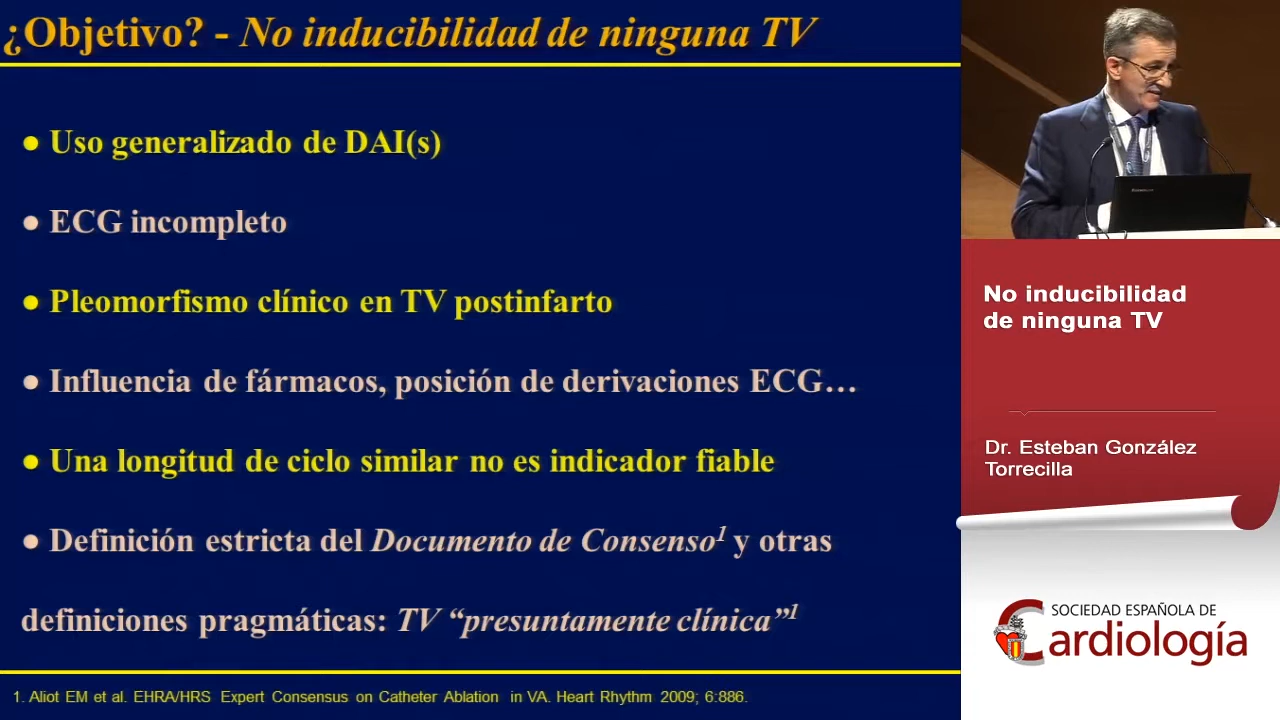 ¿Objetivo? - No inducibilidad de ninguna TV
● Uso generalizado de DAI(s)
● ECG incompleto
● Pleomorfismo clínico en TV postinfarto
● Influencia de fármacos, posición de derivaciones ECG…
● Una longitud de ciclo similar no es indicador fiable
● Definición estricta del Documento de Consenso¹ y otras
definiciones pragmáticas: TV “presuntamente clínica”¹
1. Aliot EM et al. EHRA/HRS Expert Consensus on Catheter Ablation in VA. Heart Rhythm 2009; 6:886.
No inducibilidad
de ninguna TV
Dr. Esteban González
Torrecilla
SOCIEDAD ESPAÑOLA DE
Cardiología